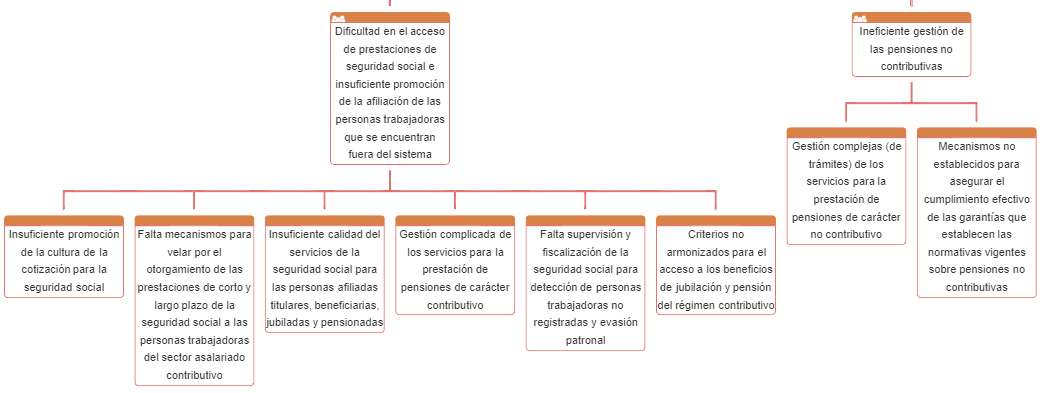 Dificultad en el acceso
de prestaciones de
seguridad social e
insuficiente promoción
de la afiliación de las
personas trabajadoras
que se encuentran
fuera del sistema
Ineficiente gestión de
las pensiones no
contributivas
Gestión complejas (de
trámites) de los
servicios para la
prestación de
pensiones de carácter
no contributivo
Mecanismos no
establecidos para
asegurar el
cumplimiento efectivo
de las garantías que
establecen las
normativas vigentes
sobre pensiones no
contributivas
Insuficiente promoción
de la cultura de la
cotización para la
seguridad social
Falta mecanismos para
velar por el
otorgamiento de las
prestaciones de corto y
largo plazo de la
seguridad social a las
personas trabajadoras
del sector asalariado
contributivo
Insuficiente calidad del
servicios de la
seguridad social para
las personas afiliadas
titulares, beneficiarias,
jubiladas y pensionadas
Gestión complicada de
los servicios para la
prestación de
pensiones de carácter
contributivo
Falta supervisión y
fiscalización de la
seguridad social para
detección de personas
trabajadoras no
registradas y evasión
patronal
Criterios no
armonizados para el
acceso a los beneficios
de jubilación y pensión
del régimen contributivo